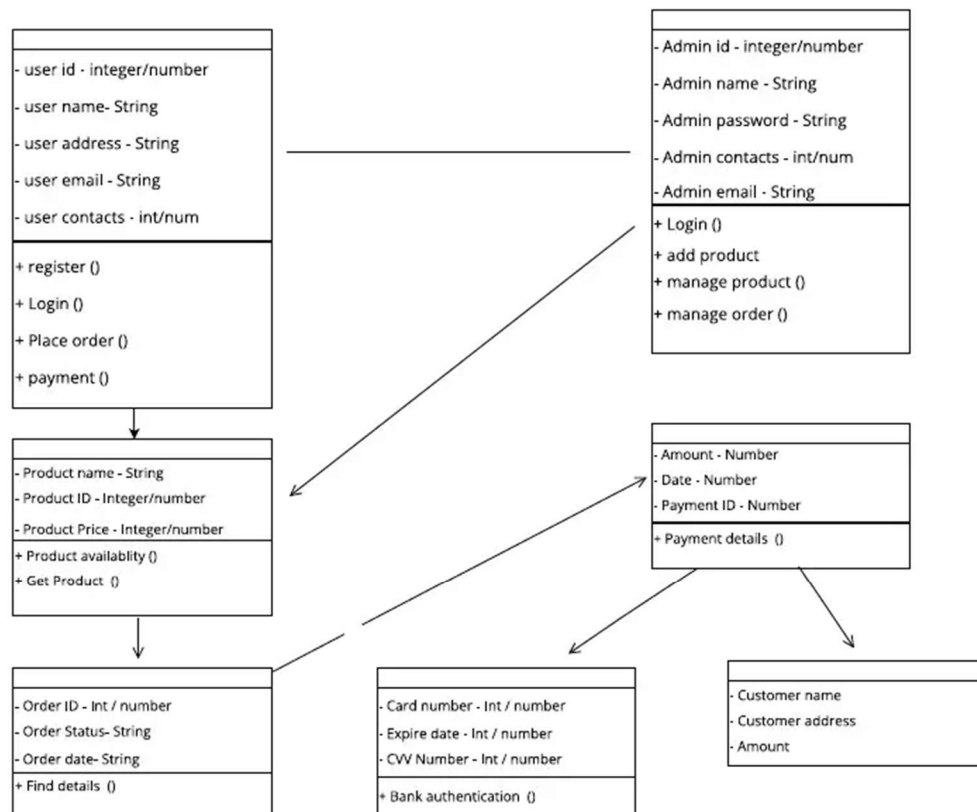 - user id - integer/number
- user name- String
- user address - String
- user email - String
- user contacts - int/num
+ register ()
+ Login ()
+ Place order ()
+ payment ()
- Admin id - integer/number
- Admin name - String
- Admin password - String
- Admin contacts - int/num
- Admin email - String
+ Login ()
+ add product
+ manage product ()
+ manage order ()
- Product name - String
- Product ID - Integer/number
- Product Price - Integer/number
+ Product availablity ()
+ Get Product ()
- Amount - Number
- Date - Number
- Payment ID - Number
+ Payment details ()
- Order ID - Int / number
- Order Status- String
- Order date- String
+ Find details ()
- Card number - Int / number
- Expire date - Int / number
- CVV Number - Int / number
+ Bank authentication ()
- Customer name
- Customer address
- Amount